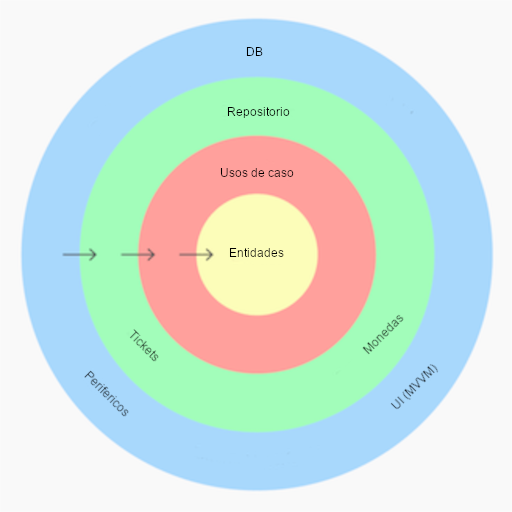 DB
Repositorio
Usos de caso
Entidades
Tickets
Monedas
Perifericos
UI (MVVM)